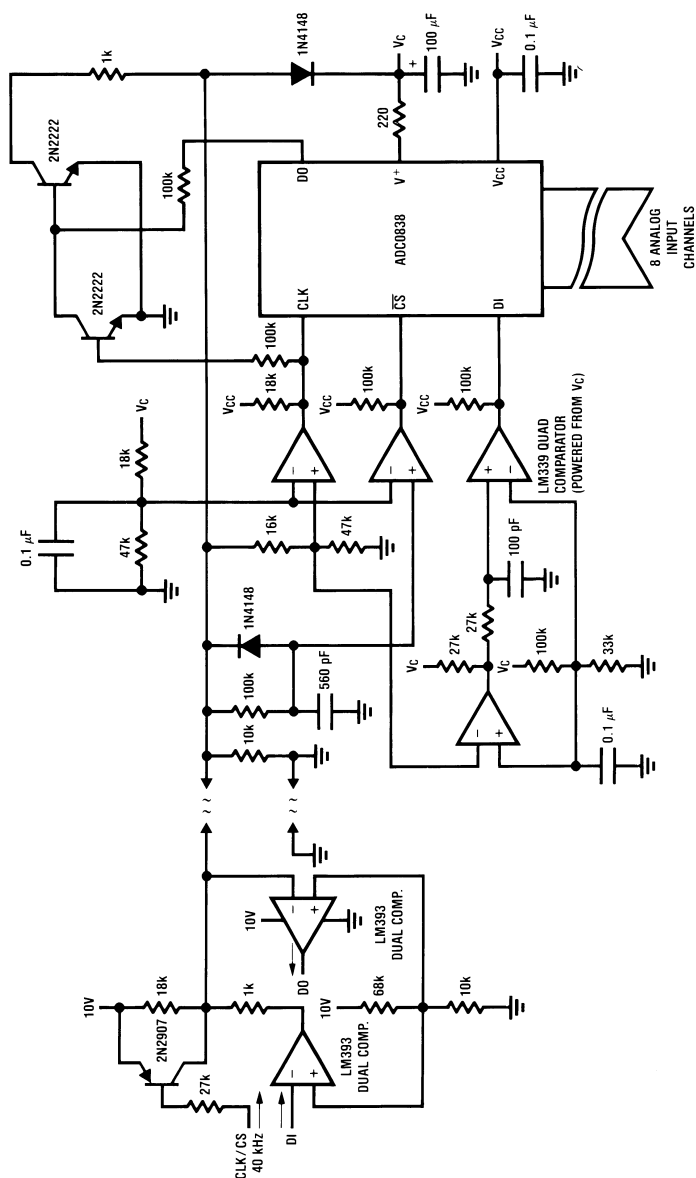 10V
18k
2N2907
27k
CLK/CS
40 kHz
DI
1k
LM393
DUAL COMP.
10V
DO
LM393
DUAL COMP.
10V
68k
10k
~ ~
~ ~
10k
100k
560 pF
1N4148
0.1 µF
47k
18k
VC
16k
47k
VCC
18k
100k
VCC
100k
VCC
100k
VC
27k
27k
100 pF
VC
100k
33k
0.1 µF
LM339 QUAD
COMPARATOR
(POWERED FROM VC)
−
+
2N2222
2N2222
1k
100k
CLK
CS
DI
ADC0838
DO
V+
VCC
1N4148
220
VC
+
100 µF
VCC
0.1 µF
8 ANALOG
INPUT
CHANNELS